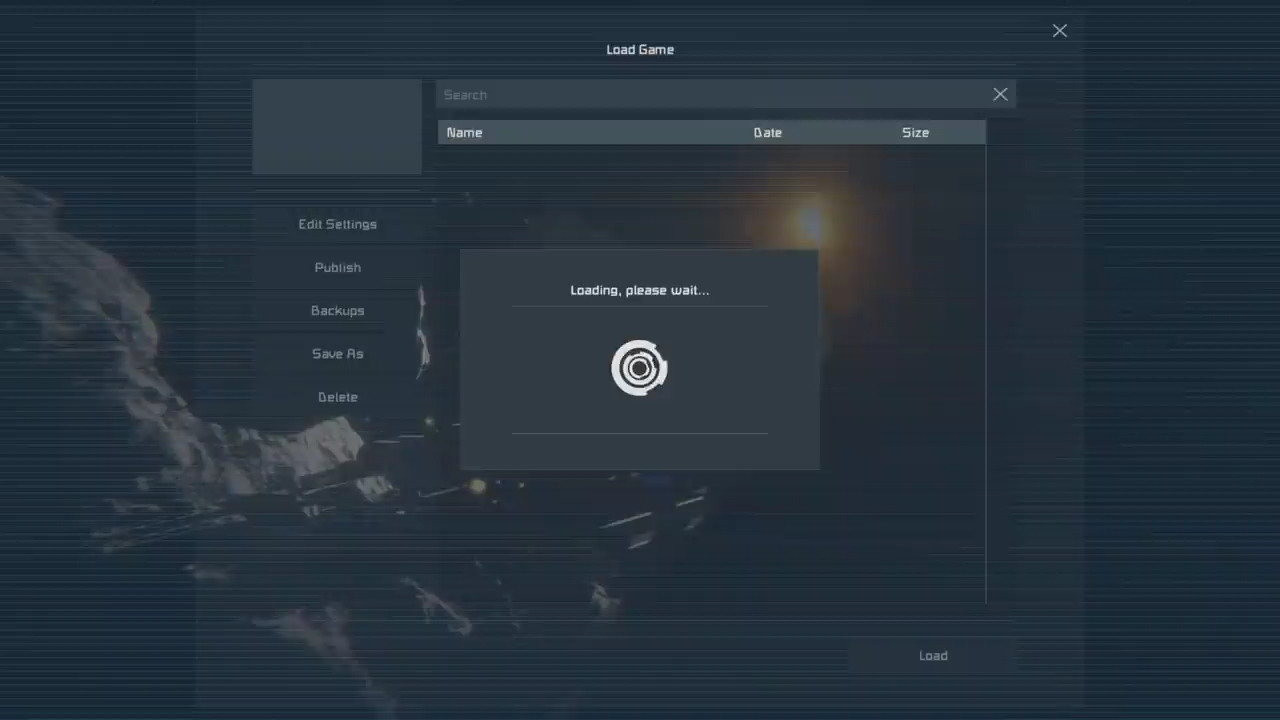 Load Game
Search
Name Date Size
Edit Settings
Publish
Backups
Save As
Delete
Loading, please wait...
Load